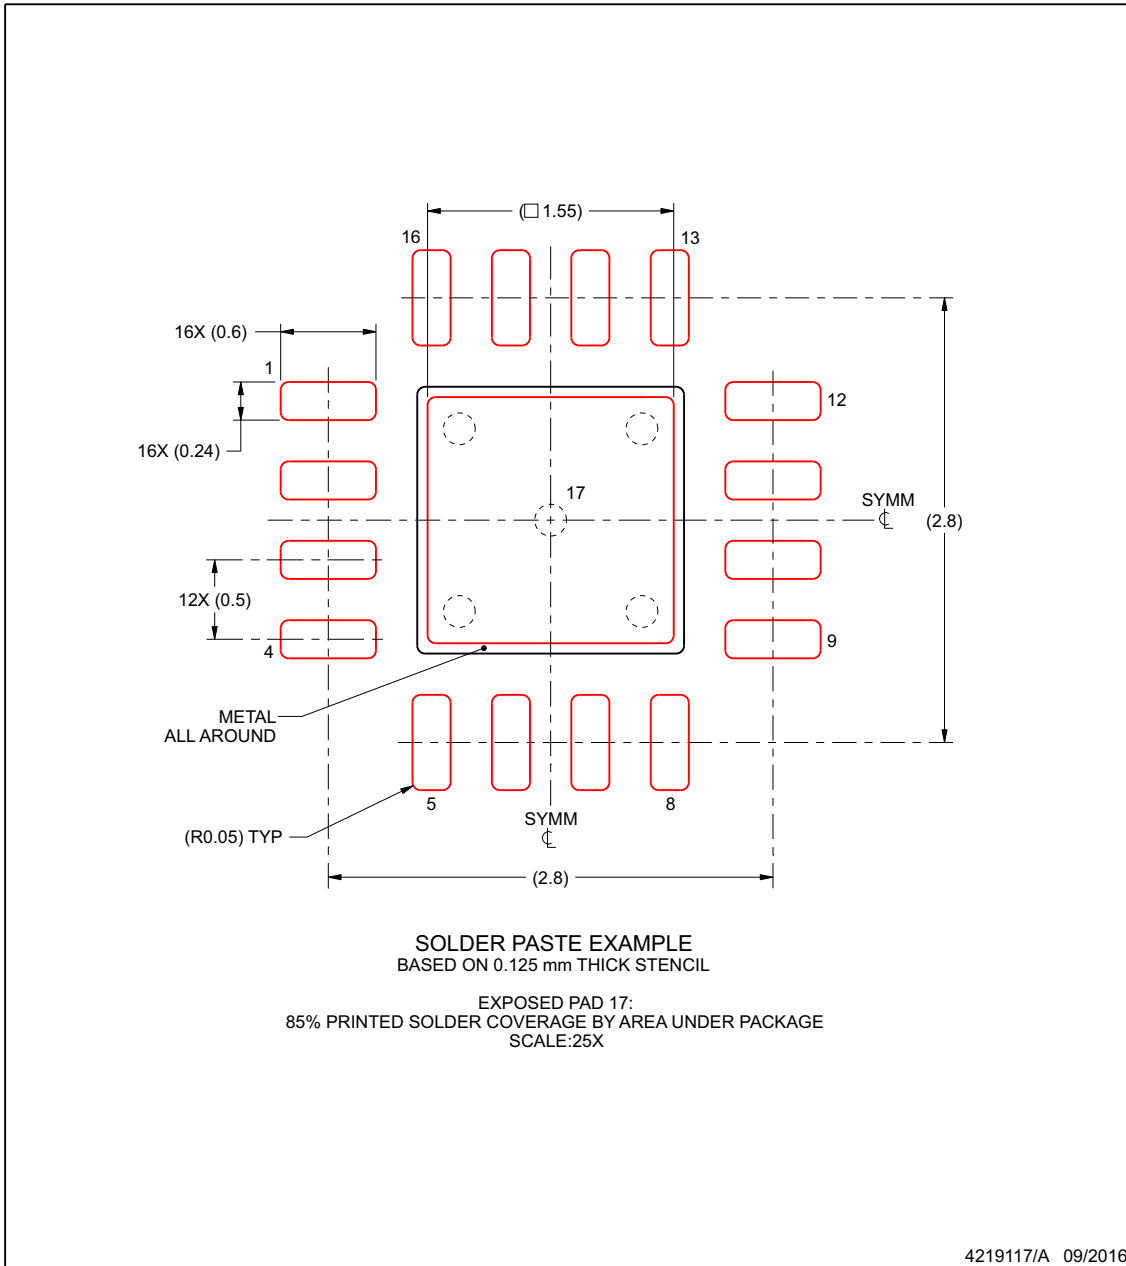 (□ 1.55)
16
13
16X (0.6)
1
12
16X (0.24)
17
SYMM
℄
(2.8)
12X (0.5)
4
9
METAL
ALL AROUND
5
8
(R0.05) TYP
SYMM
℄
(2.8)
SOLDER PASTE EXAMPLE
BASED ON 0.125 mm THICK STENCIL
EXPOSED PAD 17:
85% PRINTED SOLDER COVERAGE BY AREA UNDER PACKAGE
SCALE:25X
4219117/A 09/2016